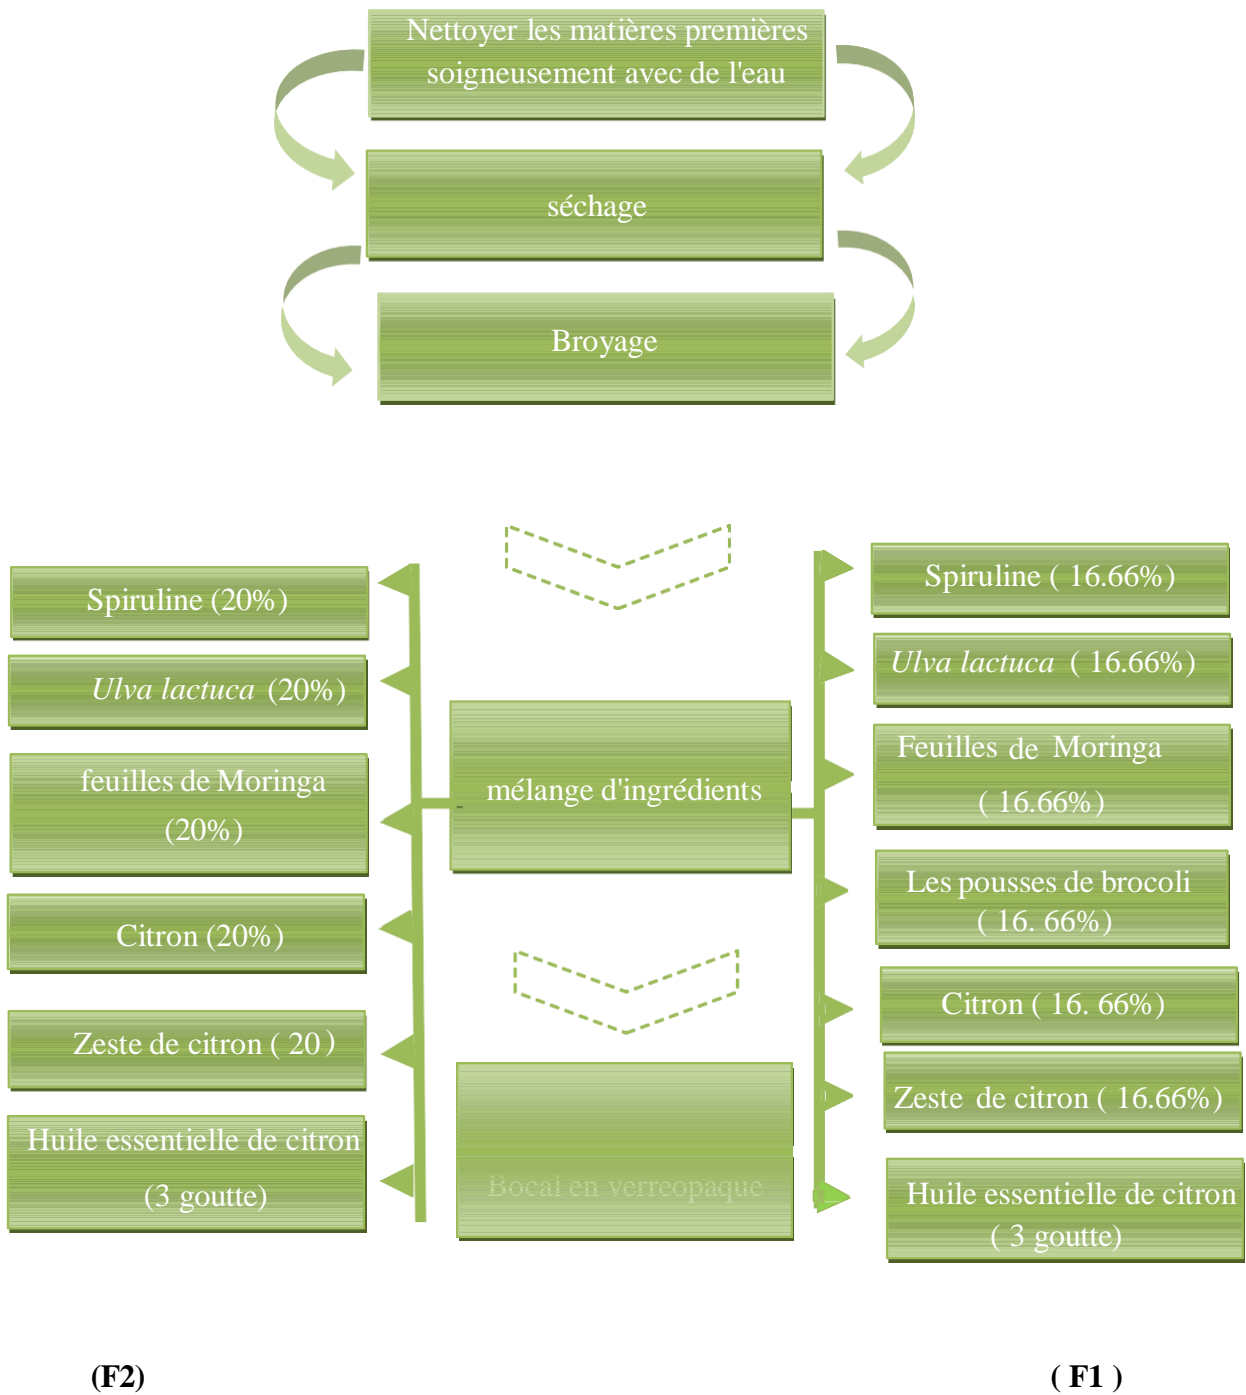 Nettoyer les matières premières
soigneusement avec de l'eau
séchage
Broyage
Spiruline (20%)
Ulva lactuca (20%)
feuilles de Moringa
(20%)
Citron (20%)
Zeste de citron ( 20)
Huile essentielle de citron
(3 goutte)
mélange d'ingrédients
Bocal en verreopaque
Spiruline ( 16.66%)
Ulva lactuca ( 16.66%)
Feuilles de Moringa
( 16.66%)
Les pousses de brocoli
( 16. 66%)
Citron ( 16. 66%)
Zeste de citron ( 16.66%)
Huile essentielle de citron
( 3 goutte)
(F2)
( F1 )